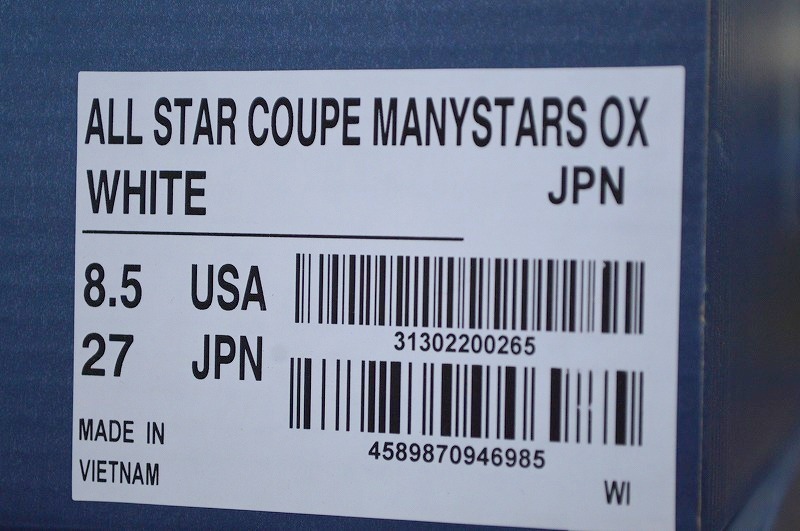 ALL STAR COUPE MANYSTARS OX
WHITE JPN
8.5 USA
27 JPN
31302200265
4589870946985
MADE IN
VIETNAM
WI